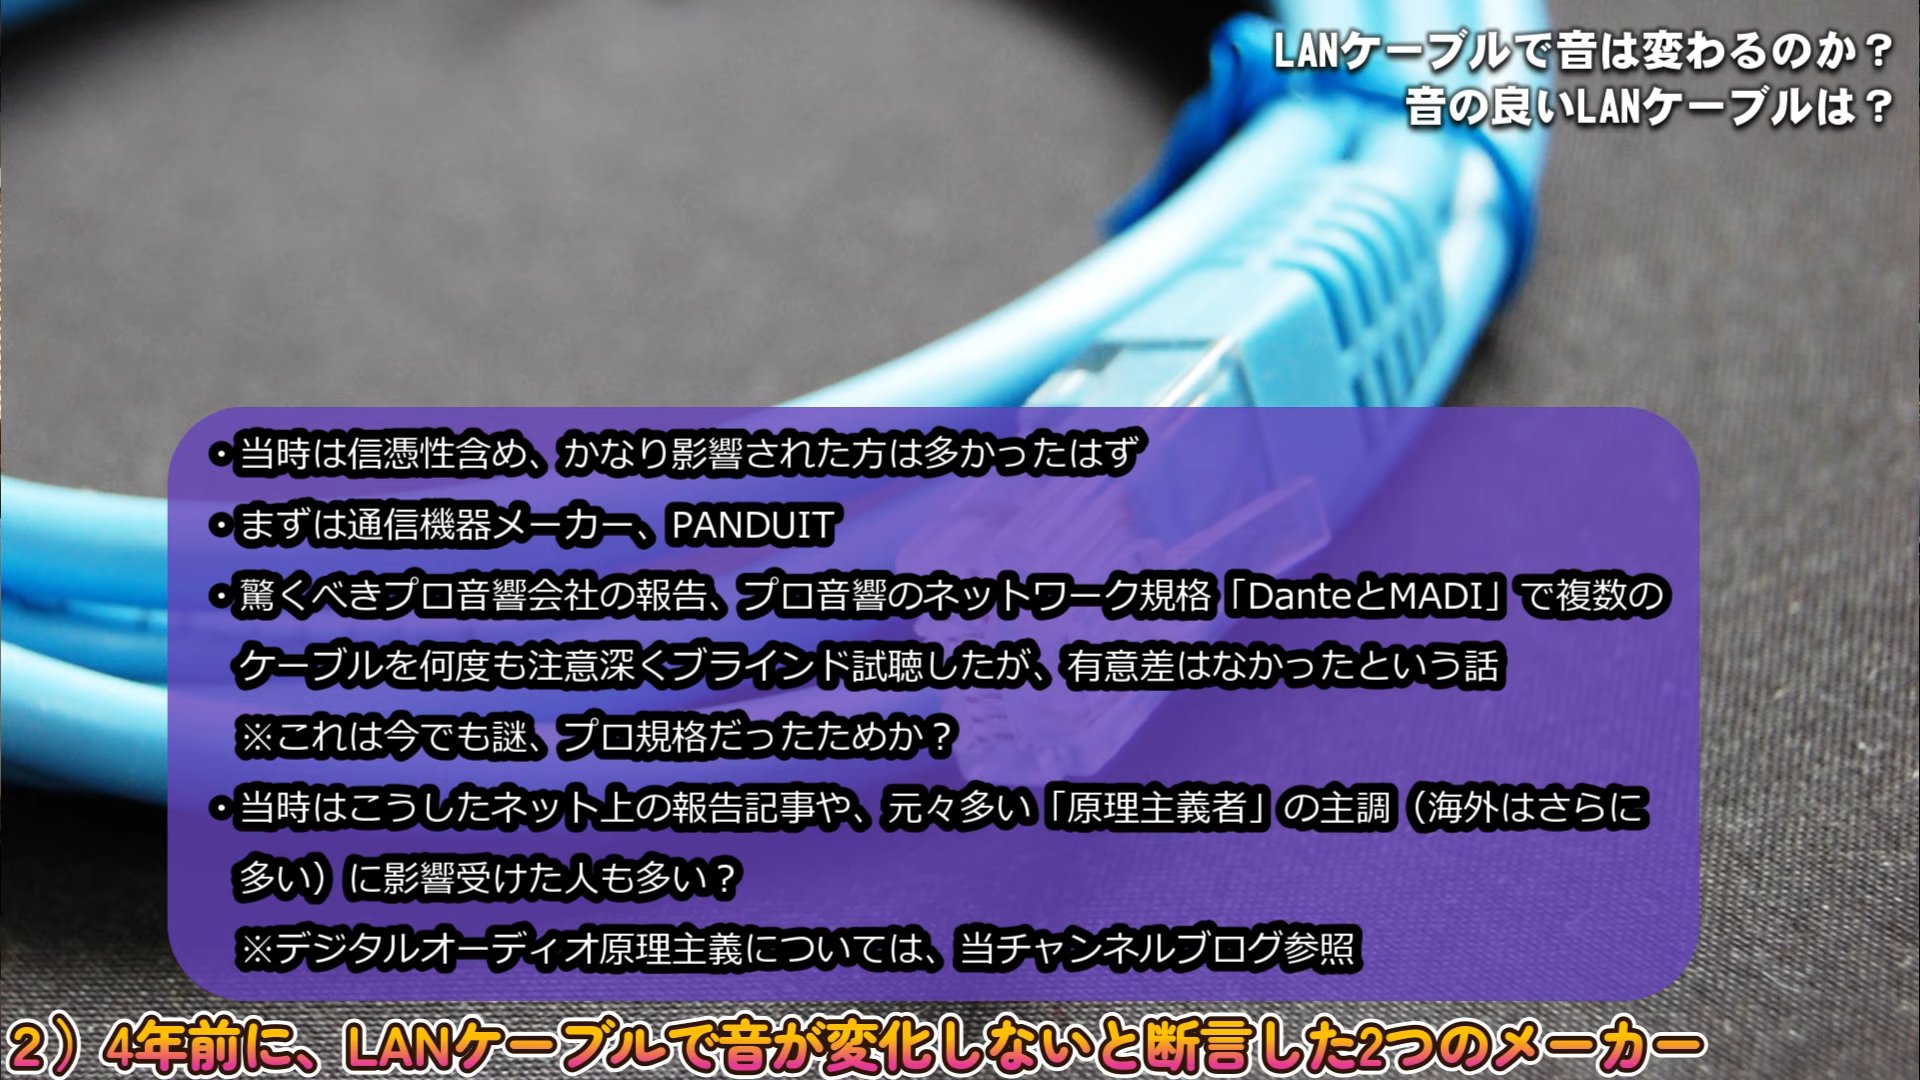 LANケーブルで音は変わるのか？
音の良いLANケーブルは？
・当時は信憑性含め、かなり影響された方は多かったはず
・まずは通信機器メーカー、PANDUIT
・驚くべきプロ音響会社の報告、プロ音響のネットワーク規格「DanteとMADI」で複数の
ケーブルを何度も注意深くブラインド試聴したが、有意差はなかったという話
※これは今でも謎、プロ規格だったためか？
・当時はこうしたネット上の報告記事や、元々多い「原理主義者」の主調（海外はさらに
多い）に影響受けた人も多い？
※デジタルオーディオ原理主義については、当チャンネルブログ参照
２）4年前に、LANケーブルで音が変化しないと断言した2つのメーカー